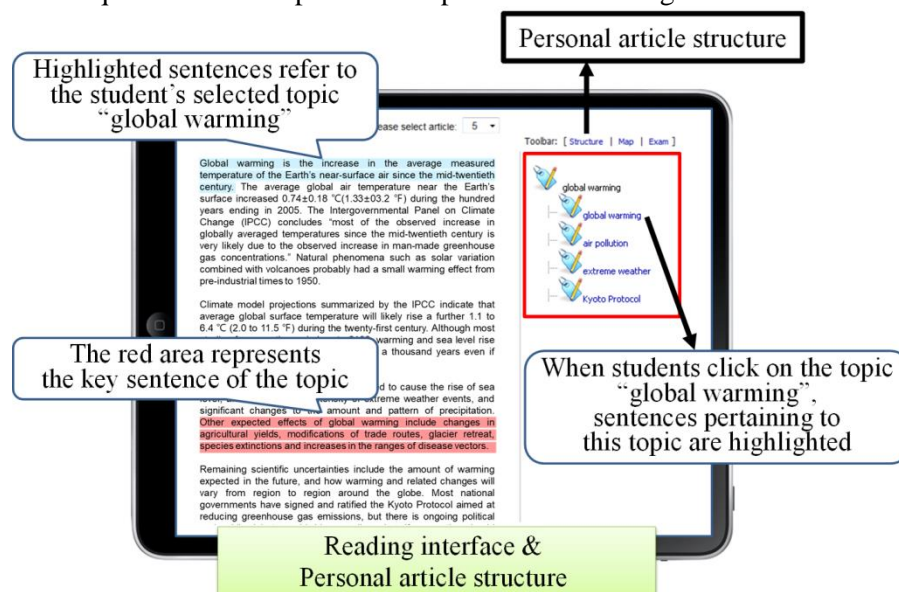 Personal article structure
Highlighted sentences refer to
the student's selected topic
"global warming"
ease select article: 5
Toolbar: [ Structure | Map | Exam ]
Global warming is the increase in the average measured
temperature of the Earth's near-surface air since the mid-twentieth
century. The average global air temperature near the Earth's
surface increased 0.74±0.18 °C(1.33±03.2 °F) during the hundred
years ending in 2005. The Intergovernmental Panel on Climate
Change (IPCC) concludes "most of the observed increase in
globally averaged temperatures since the mid-twentieth century is
very likely due to the observed increase in man-made greenhouse
gas concentrations." Natural phenomena such as solar variation
combined with volcanoes probably had a small warming effect from
pre-industrial times to 1950.
global warming
global warming
air pollution
extreme weather
Kyoto Protocol
Climate model projections summarized by the IPCC indicate that
average global surface temperature will likely rise a further 1.1 to
6.4 °C (2.0 to 11.5 °F) during the twenty-first century. Although most
warming and sea level rise
a thousand years even if
The red area represents
the key sentence of the topic
to cause the rise of sea
extreme weather events, and
significant changes to the amount and pattern of precipitation.
Other expected effects of global warming include changes in
agricultural yields, modifications of trade routes, glacier retreat,
species extinctions and increases in the ranges of disease vectors.
When students click on the topic
"global warming",
sentences pertaining to
this topic are highlighted
Remaining scientific uncertainties include the amount of warming
expected in the future, and how warming and related changes will
vary from region to region around the globe. Most national
governments have signed and ratified the Kyoto Protocol aimed at
reducing greenhouse gas emissions, but there is ongoing political
Reading interface &
Personal article structure